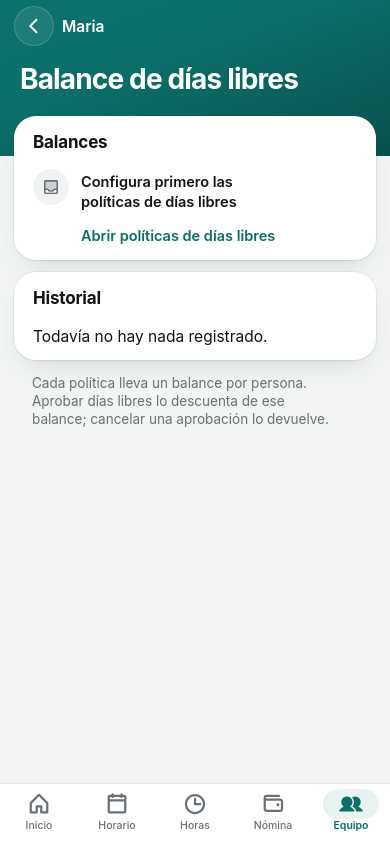 Maria
Balance de días libres
Balances
Configura primero las
políticas de días libres
Abrir políticas de días libres
Historial
Todavía no hay nada registrado.
Cada política lleva un balance por persona.
Aprobar días libres lo descuenta de ese
balance; cancelar una aprobación lo devuelve.
Inicio
Horario
Horas
Nómina
Equipo